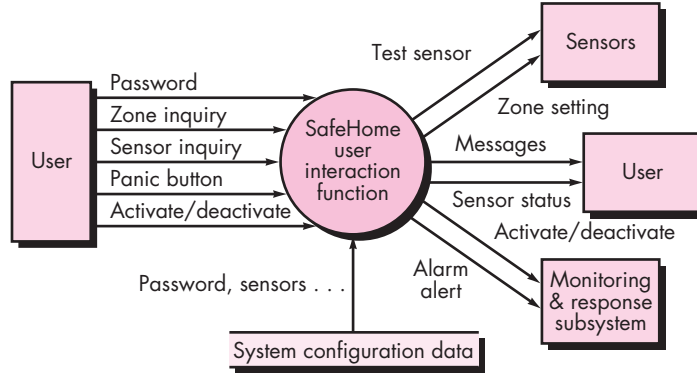 User
Password
Zone inquiry
Sensor inquiry
Panic button
Activate/deactivate
SafeHome
user
interaction
function
Password, sensors . . .
System configuration data
Test sensor
Zone setting
Sensors
Messages
Sensor status
User
Activate/deactivate
Alarm
alert
Monitoring
& response
subsystem